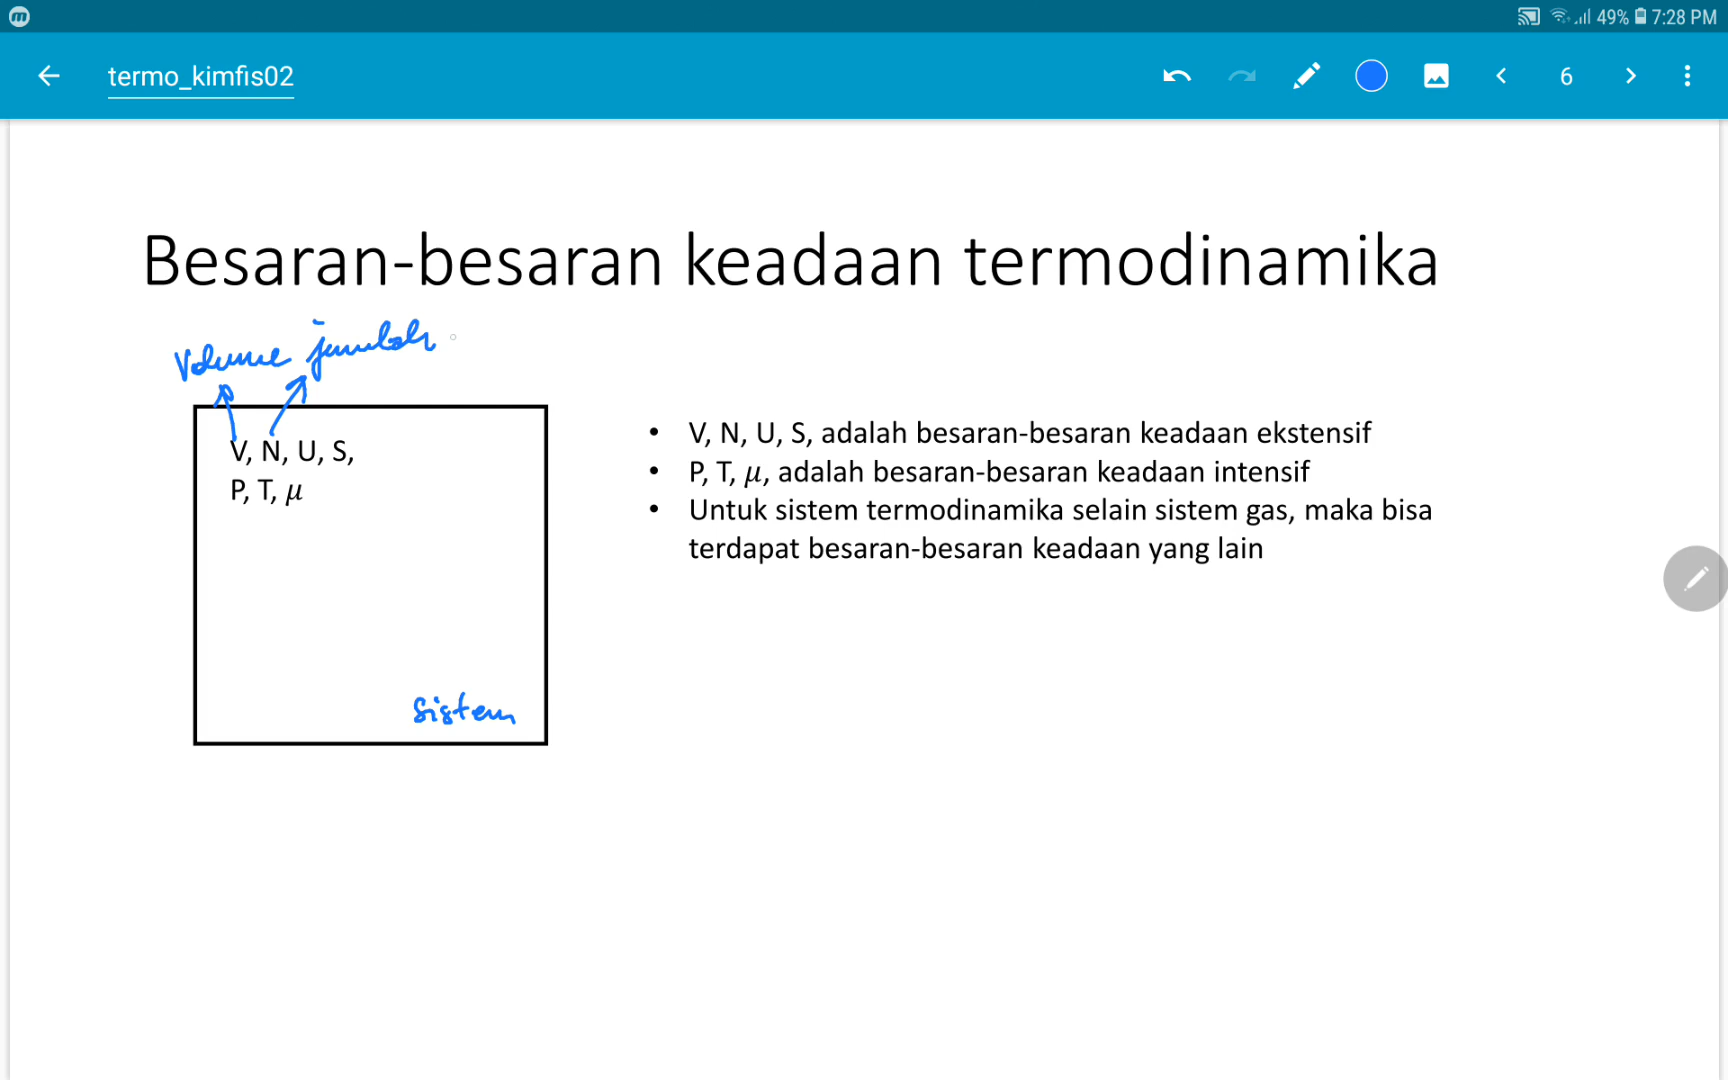 49% 7:28 PM
termo_kimfis02
6
Besaran-besaran keadaan termodinamika
Volume jumlah
V, N, U, S,
P, T, μ
sistem
• V, N, U, S, adalah besaran-besaran keadaan ekstensif
• P, T, μ, adalah besaran-besaran keadaan intensif
• Untuk sistem termodinamika selain sistem gas, maka bisa
terdapat besaran-besaran keadaan yang lain